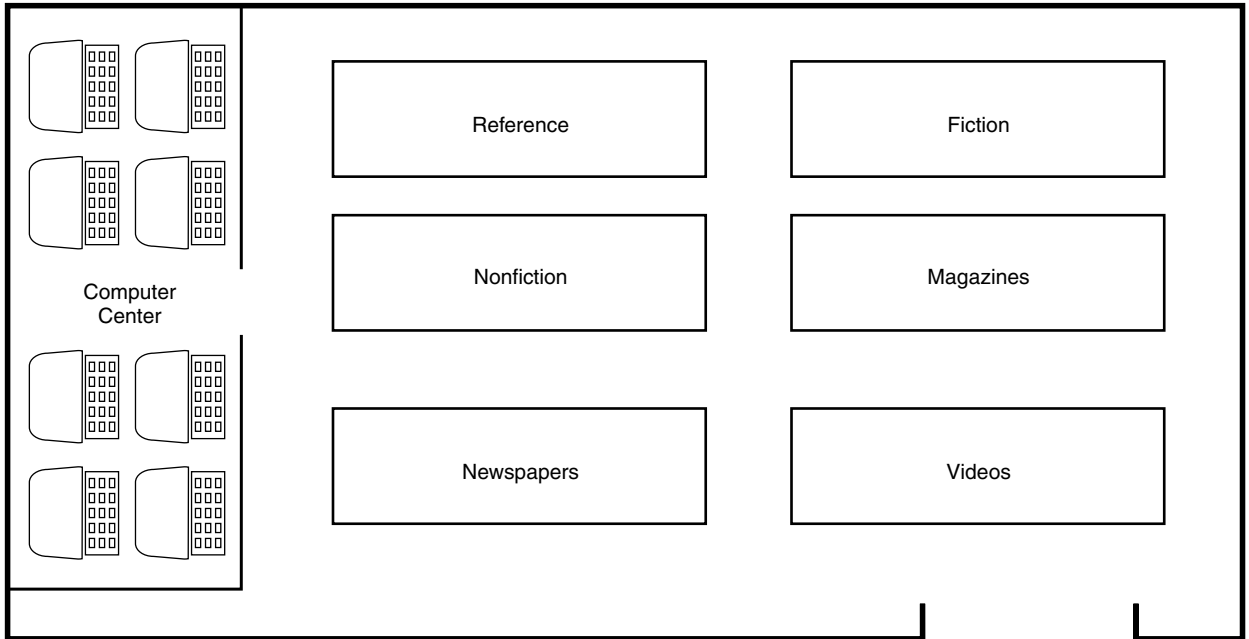 Reference
Fiction
Nonfiction
Magazines
Computer
Center
Newspapers
Videos